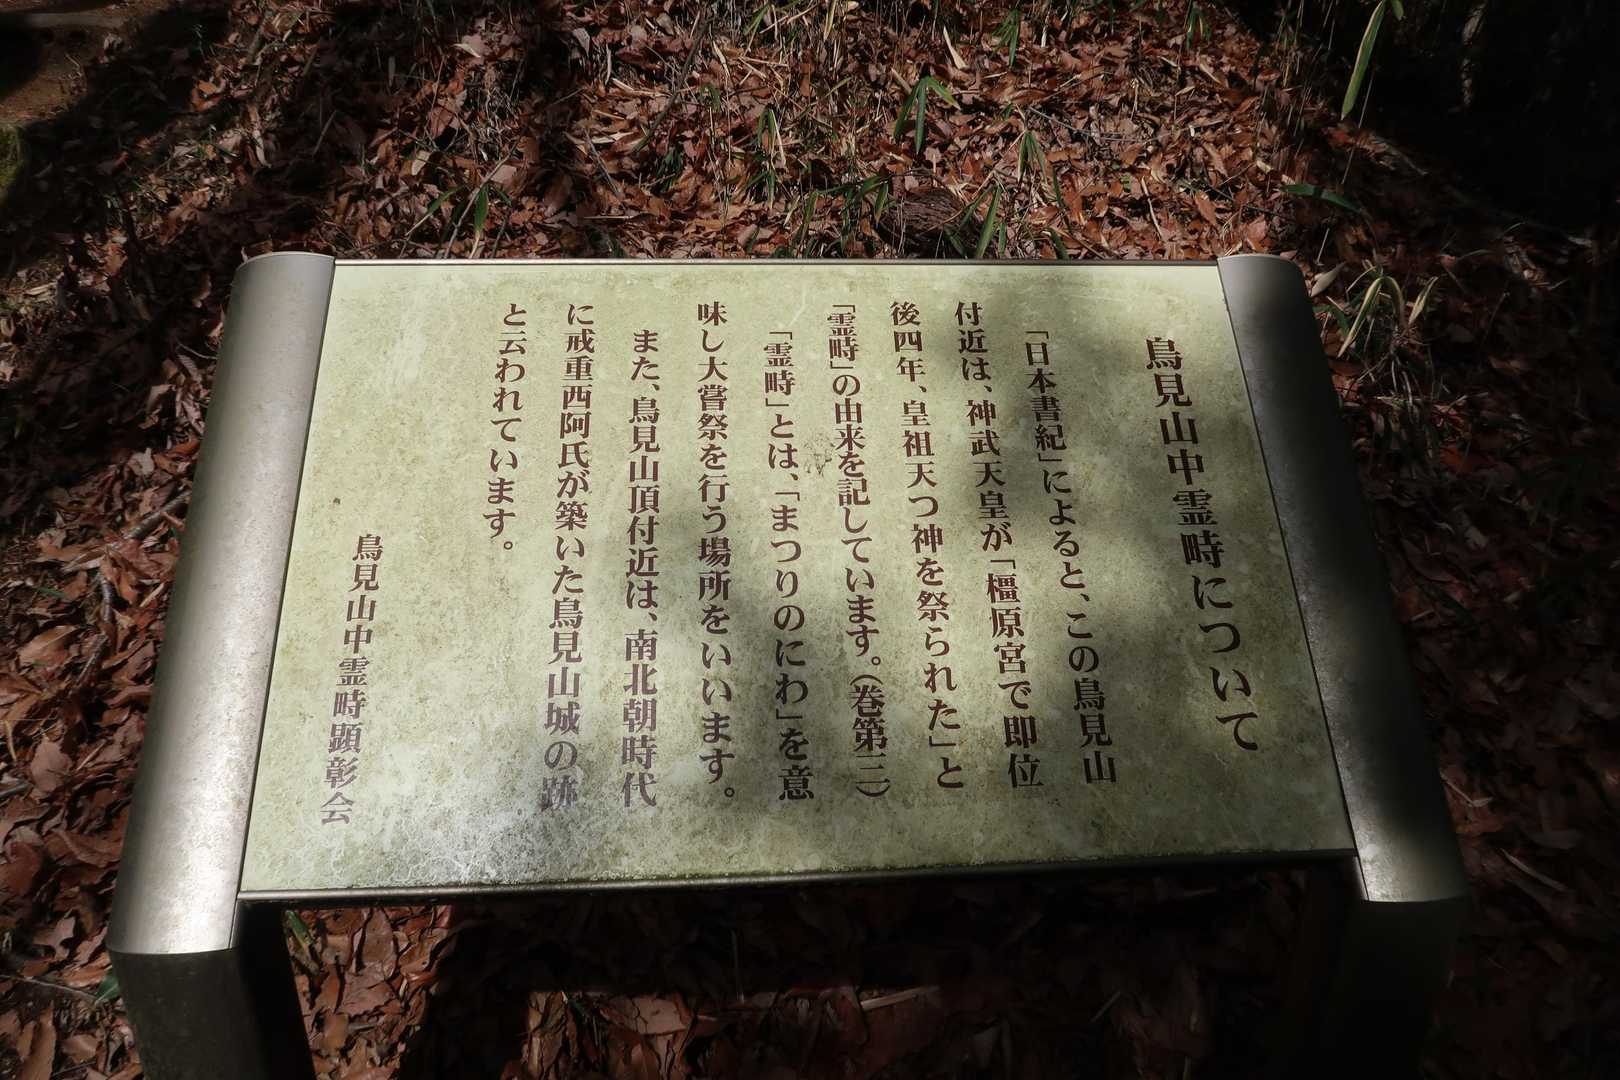 鳥見山中霊畤について
「日本書紀」によると、この鳥見山
付近は、神武天皇が「橿原宮で即位
後四年、皇祖天つ神を祭られた」と
「霊畤」の由来を記しています。(巻第三)
「霊畤」とは、「まつりのにわ」を意
味し大嘗祭を行う場所をいいます。
また、鳥見山頂付近は、南北朝時代
に戒重西阿氏が築いた鳥見山城の跡
と云われています。
鳥見山中霊畤顕彰会